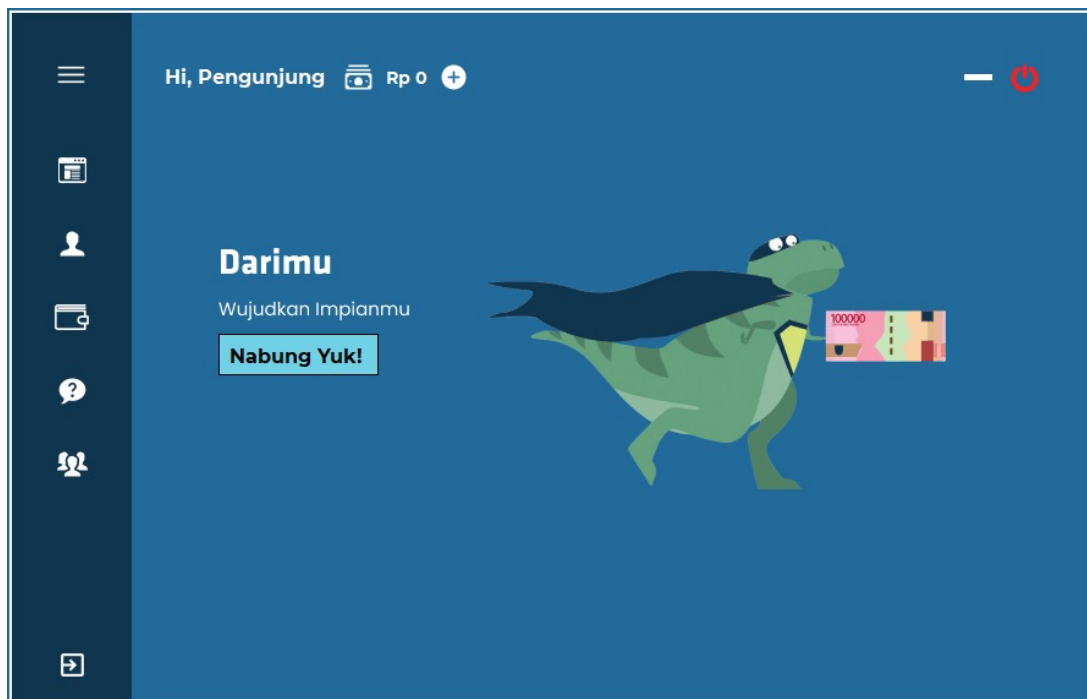 Hi, Pengunjung Rp 0
Darimu
Wujudkan Impianmu
Nabung Yuk!
100000